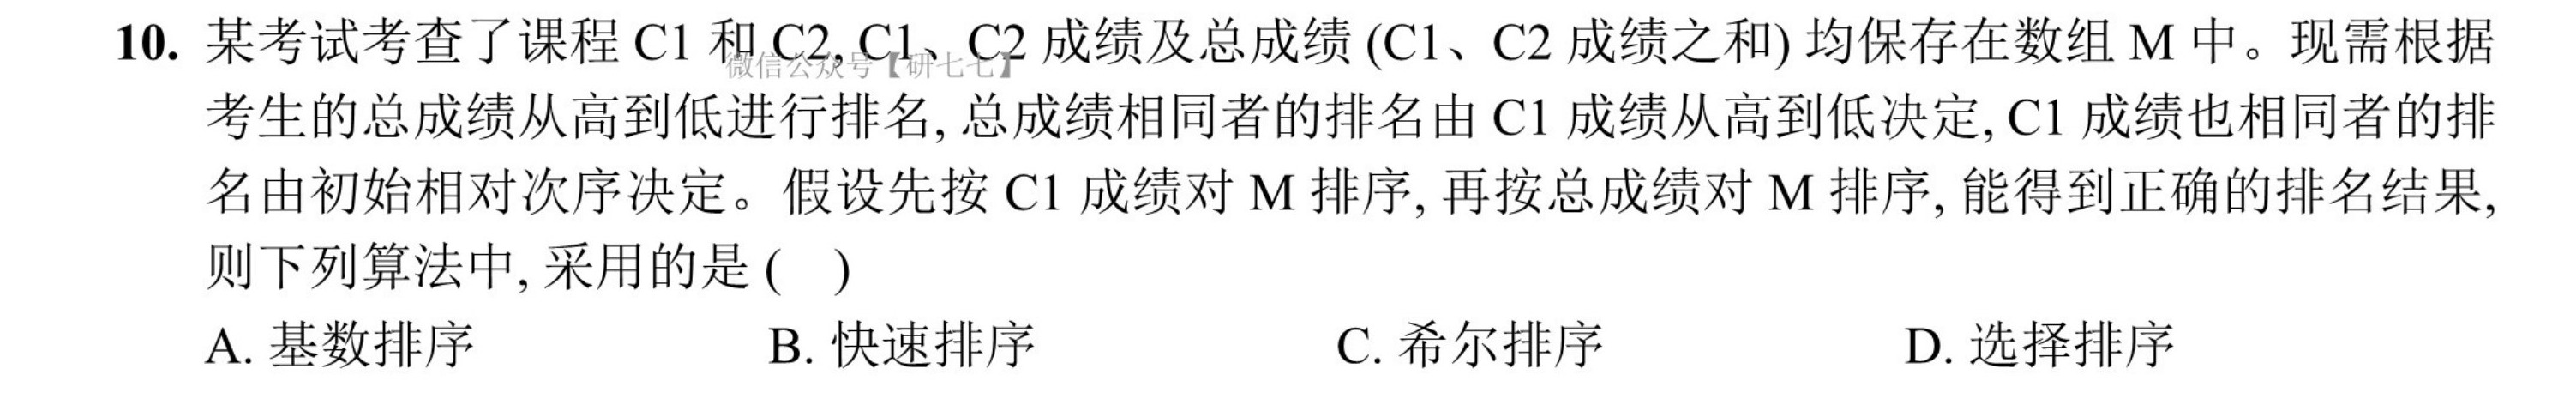 10. 某考试考查了课程 C1 和 C2, C1、C2 成绩及总成绩 (C1、C2 成绩之和) 均保存在数组 M 中。现需根据
微信公众号【研七七】
考生的总成绩从高到低进行排名, 总成绩相同者的排名由 C1 成绩从高到低决定, C1 成绩也相同者的排
名由初始相对次序决定。假设先按 C1 成绩对 M 排序, 再按总成绩对 M 排序, 能得到正确的排名结果,
则下列算法中, 采用的是 (    )
A. 基数排序 B. 快速排序 C. 希尔排序 D. 选择排序